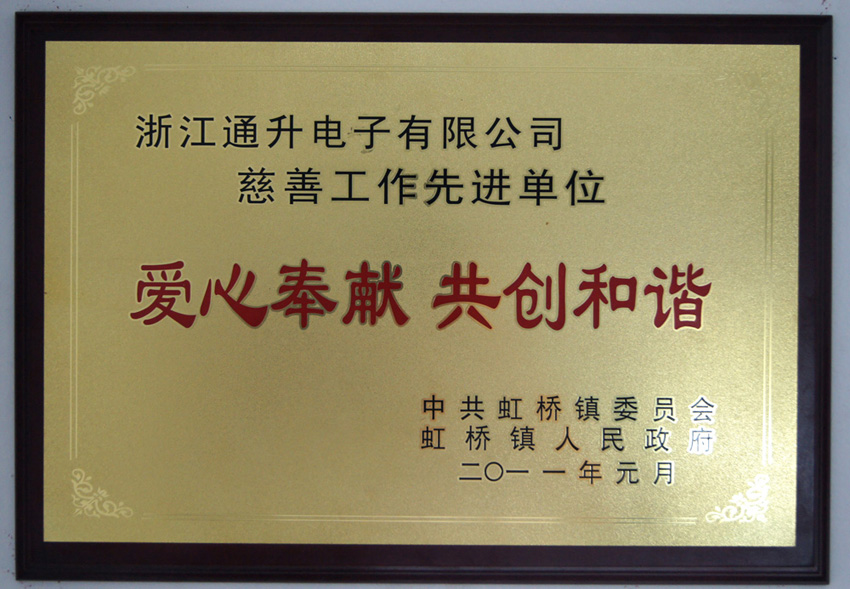 浙江通升电子有限公司
慈善工作先进单位
爱心奉献 共创和谐
中共虹桥镇委员会
虹桥镇人民政府
二〇一一年元月